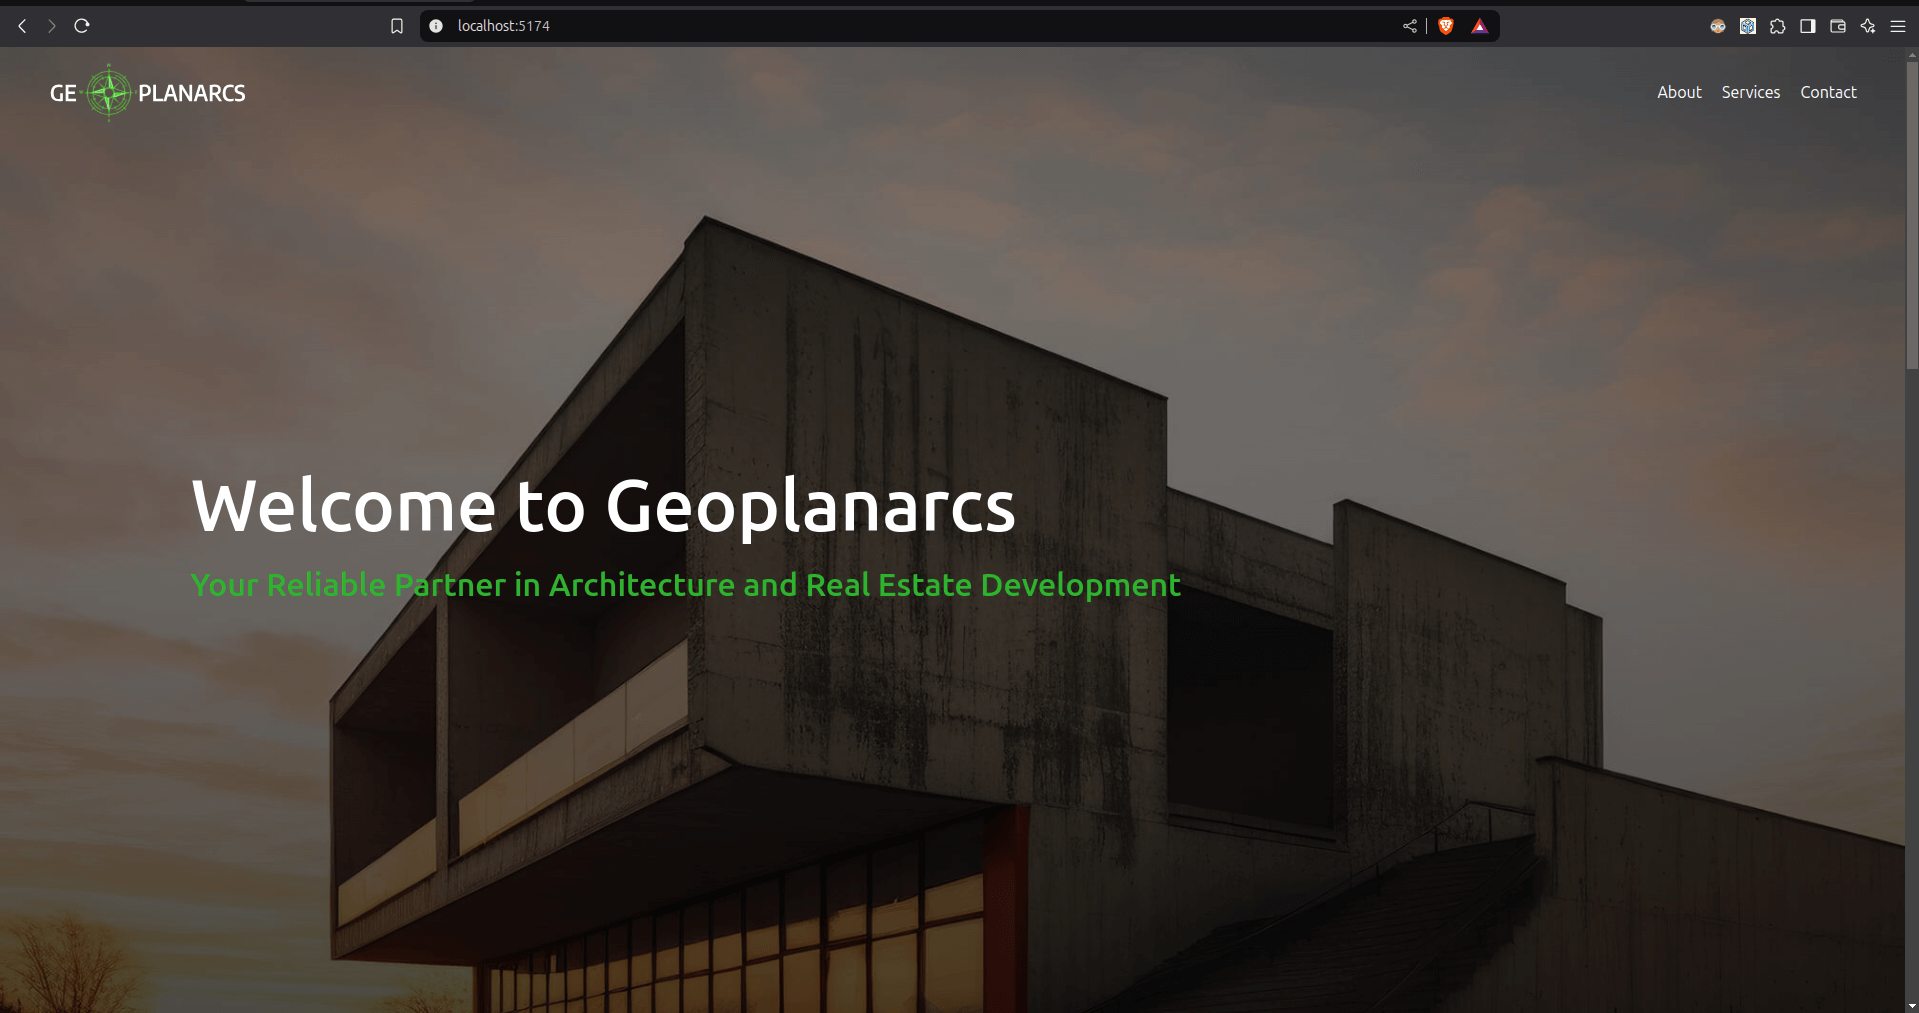 localhost:5174
GE PLANARCS
About Services Contact
Welcome to Geoplanarcs
Your Reliable Partner in Architecture and Real Estate Development